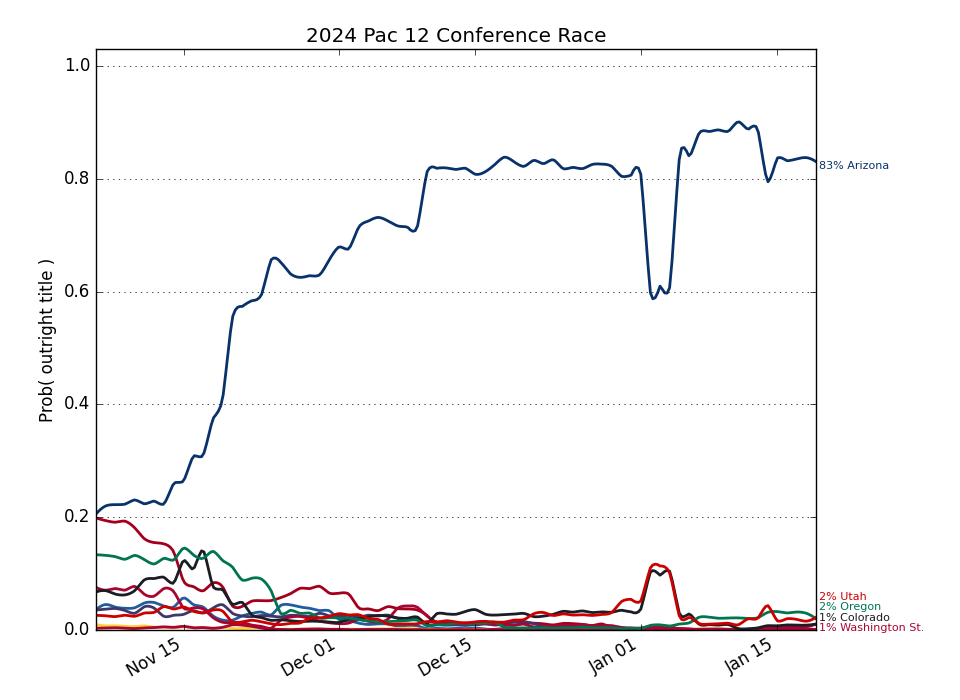 2024 Pac 12 Conference Race
Prob( outright title )
1.0
0.8
0.6
0.4
0.2
0.0
83% Arizona
2% Utah
2% Oregon
1% Colorado
1% Washington St.
Nov 15
Dec 01
Dec 15
Jan 01
Jan 15